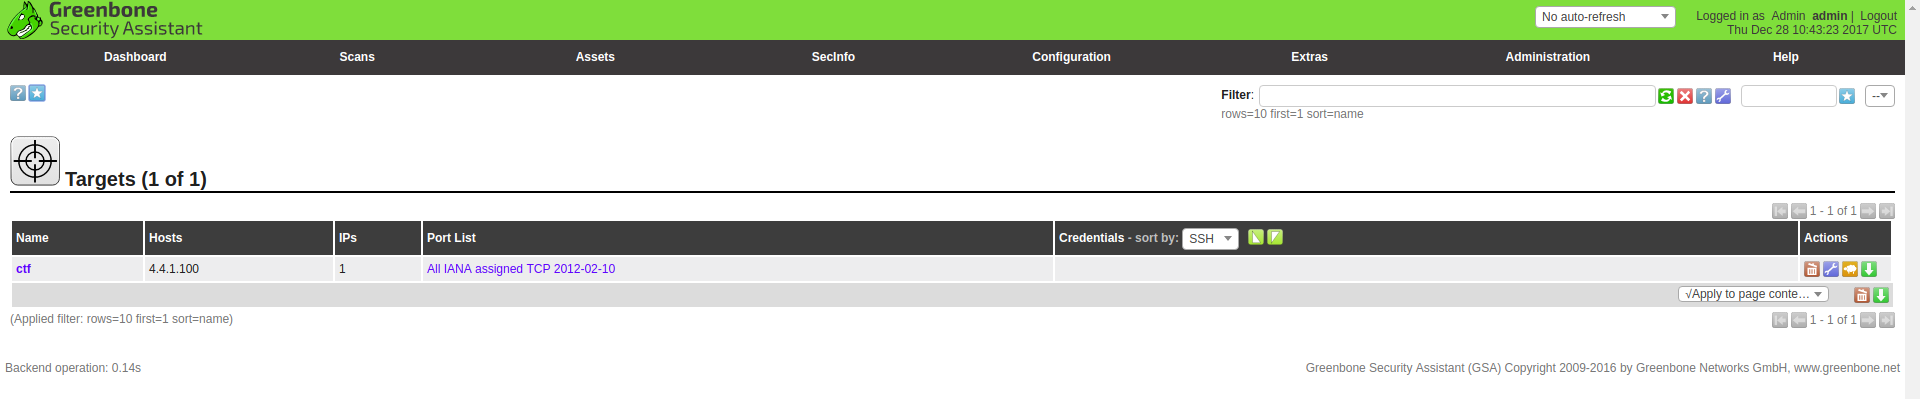 Greenbone
Security Assistant
No auto-refresh
Logged in as Admin admin | Logout
Thu Dec 28 10:43:23 2017 UTC
Dashboard Scans Assets SecInfo Configuration Extras Administration Help
? Filter: ? --
rows=10 first=1 sort=name
Targets (1 of 1)
1 - 1 of 1
Name Hosts IPs Port List Credentials - sort by: SSH Actions
ctf 4.4.1.100 1 All IANA assigned TCP 2012-02-10
√Apply to page conte...
(Applied filter: rows=10 first=1 sort=name) 1 - 1 of 1
Backend operation: 0.14s Greenbone Security Assistant (GSA) Copyright 2009-2016 by Greenbone Networks GmbH, www.greenbone.net